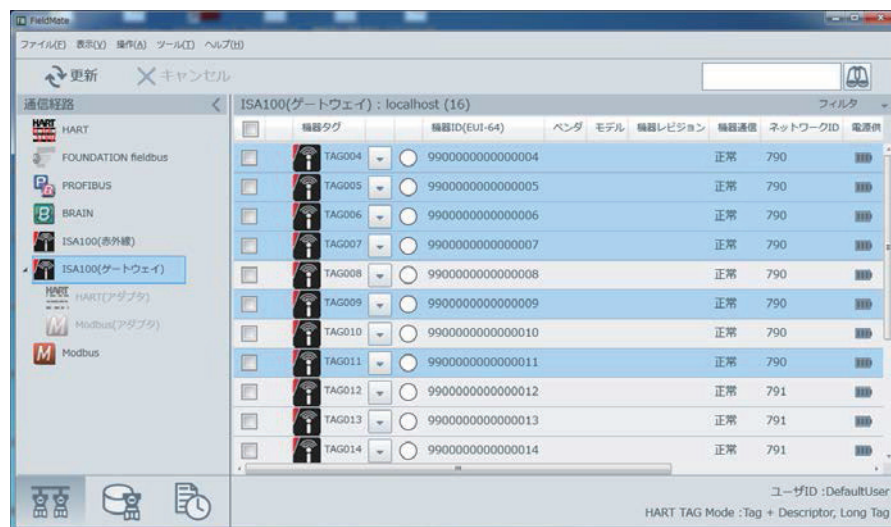 FieldMate
ファイル(F) 表示(V) 操作(A) ツール(T) ヘルプ(H)
更新 キャンセル
通信経路 ISA100(ゲートウェイ) : localhost (16) フィルタ
機器タグ 機器ID(EUI-64) ベンダ モデル 機器レビジョン 機器通信 ネットワークID 電源供
HART HART
FOUNDATION fieldbus
PROFIBUS
BRAIN
ISA100(赤外線)
ISA100(ゲートウェイ)
HART HART(アダプタ)
Modbus(アダプタ)
Modbus
TAG004 9900000000000004 正常 790
TAG005 9900000000000005 正常 790
TAG006 9900000000000006 正常 790
TAG007 9900000000000007 正常 790
TAG008 9900000000000008 正常 790
TAG009 9900000000000009 正常 790
TAG010 9900000000000010 正常 790
TAG011 9900000000000011 正常 790
TAG012 9900000000000012 正常 791
TAG013 9900000000000013 正常 791
TAG014 9900000000000014 正常 791
ユーザID :DefaultUser
HART TAG Mode :Tag + Descriptor, Long Tag